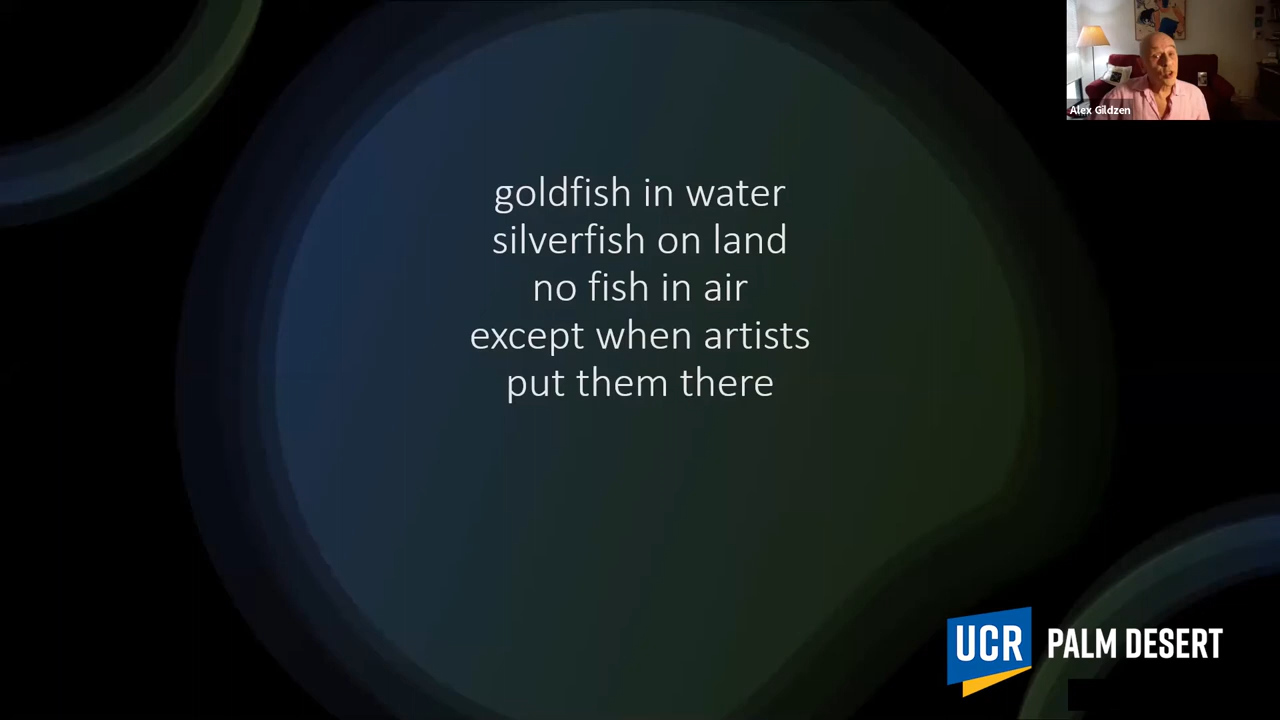 Alex Gildzen
goldfish in water
silverfish on land
no fish in air
except when artists
put them there
UCR PALM DESERT